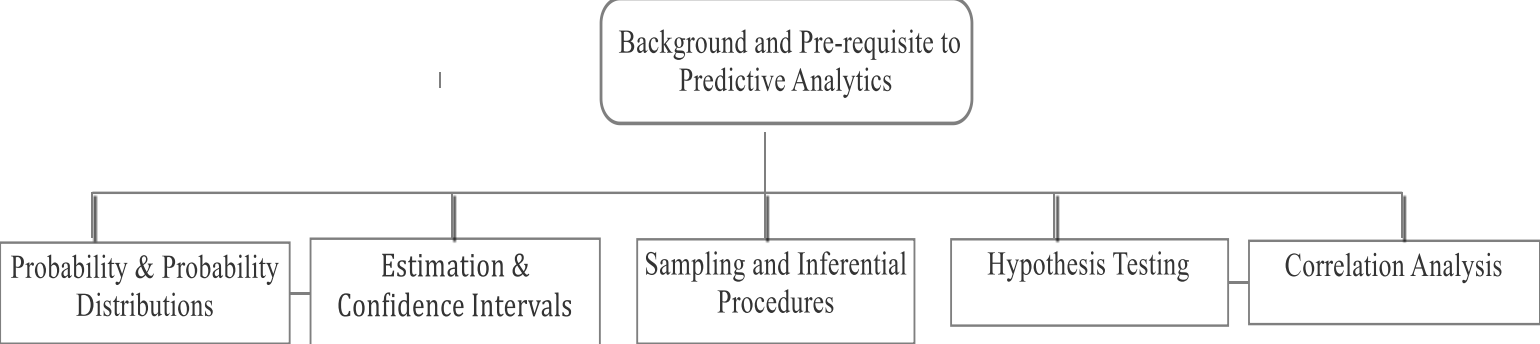 Background and Pre-requisite to
Predictive Analytics
Probability & Probability
Distributions
Estimation &
Confidence Intervals
Sampling and Inferential
Procedures
Hypothesis Testing
Correlation Analysis